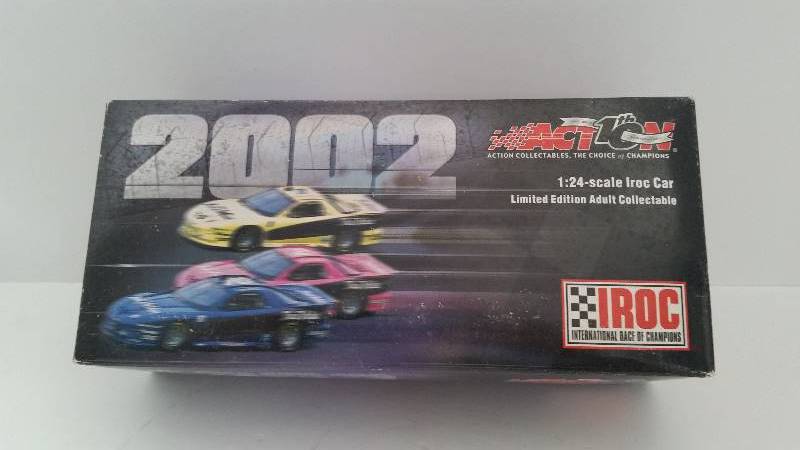 2002
ACTION
10th
ACTION COLLECTABLES, THE CHOICE of CHAMPIONS
1:24-scale Iroc Car
Limited Edition Adult Collectable
IROC
INTERNATIONAL RACE OF CHAMPIONS